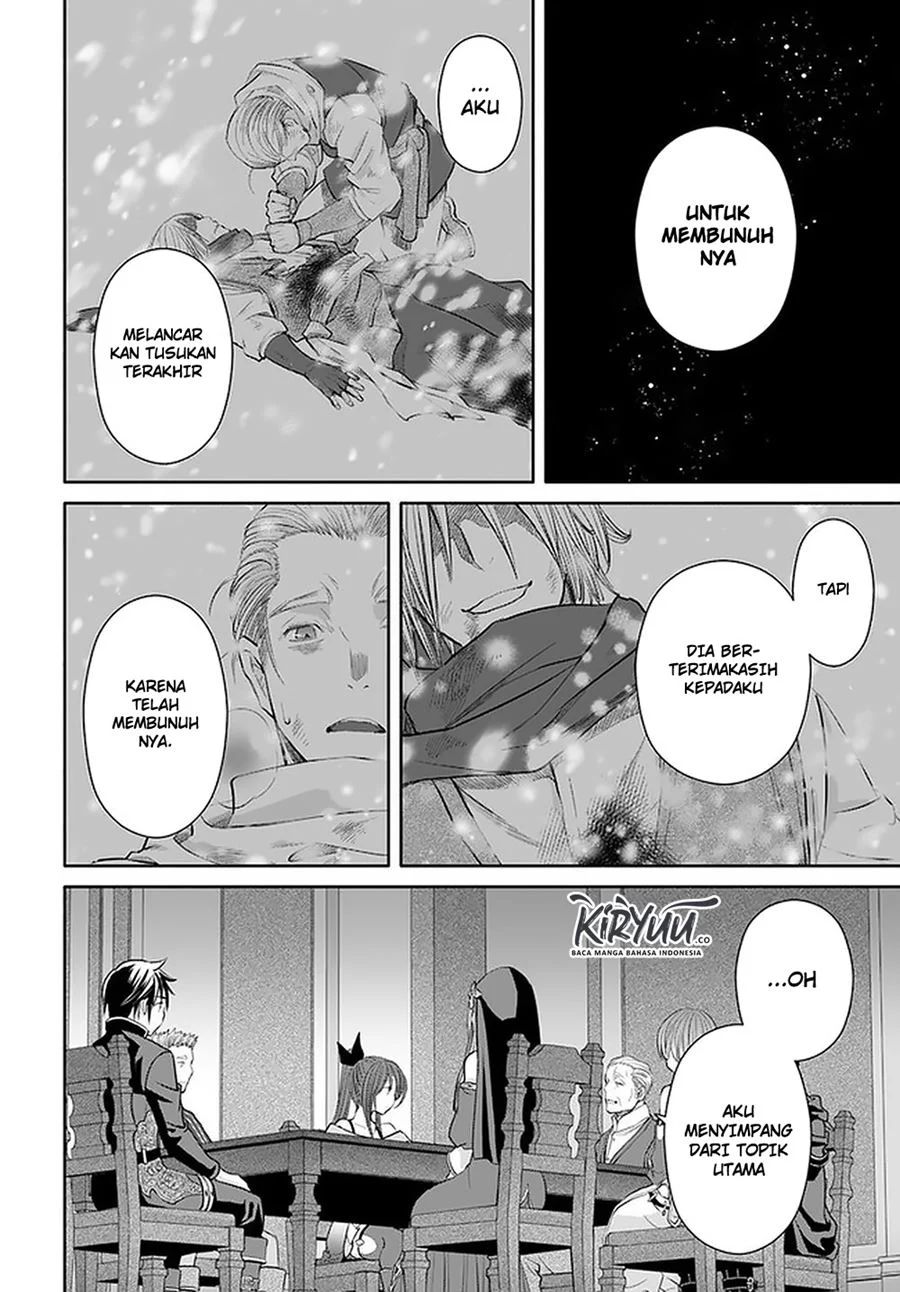 UNTUK
MEMBUNUH
NYA
...
AKU
MELANCAR
KAN TUSUKAN
TERAKHIR
TAPI
DIA BER-
TERIMAKASIH
KEPADAKU
KARENA
TELAH
MEMBUNUH
NYA.
KIRYUU.CO
BACA MANGA BAHASA INDONESIA
...OH
AKU
MENYIMPANG
DARI TOPIK
UTAMA